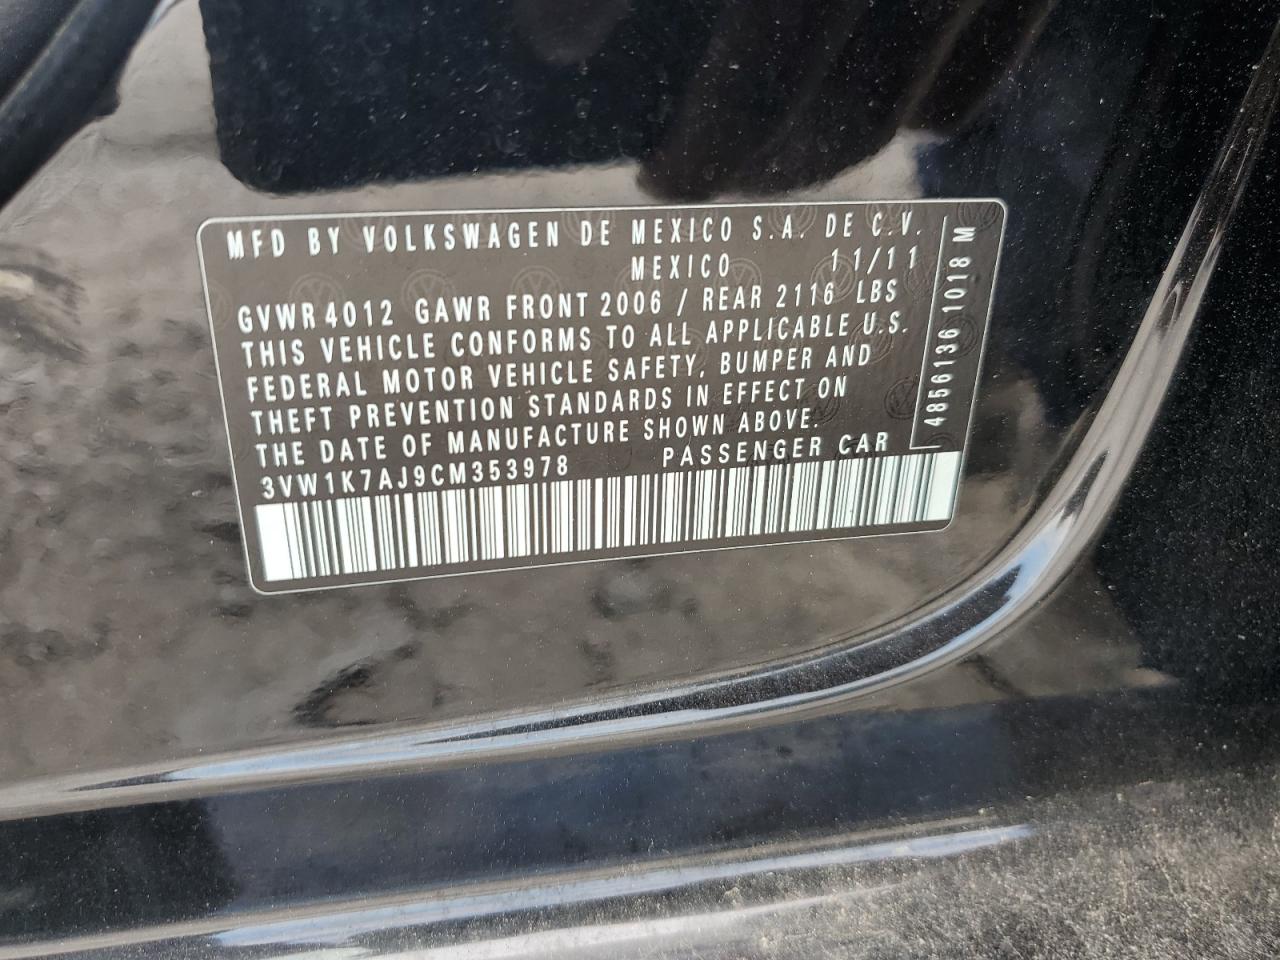 MFD BY VOLKSWAGEN DE MEXICO S.A. DE C.V.
MEXICO 11/11
GVWR 4012 GAWR FRONT 2006 / REAR 2116 LBS
THIS VEHICLE CONFORMS TO ALL APPLICABLE U.S.
FEDERAL MOTOR VEHICLE SAFETY, BUMPER AND
THEFT PREVENTION STANDARDS IN EFFECT ON
THE DATE OF MANUFACTURE SHOWN ABOVE.
3VW1K7AJ9CM353978 PASSENGER CAR
4856136 1018 M